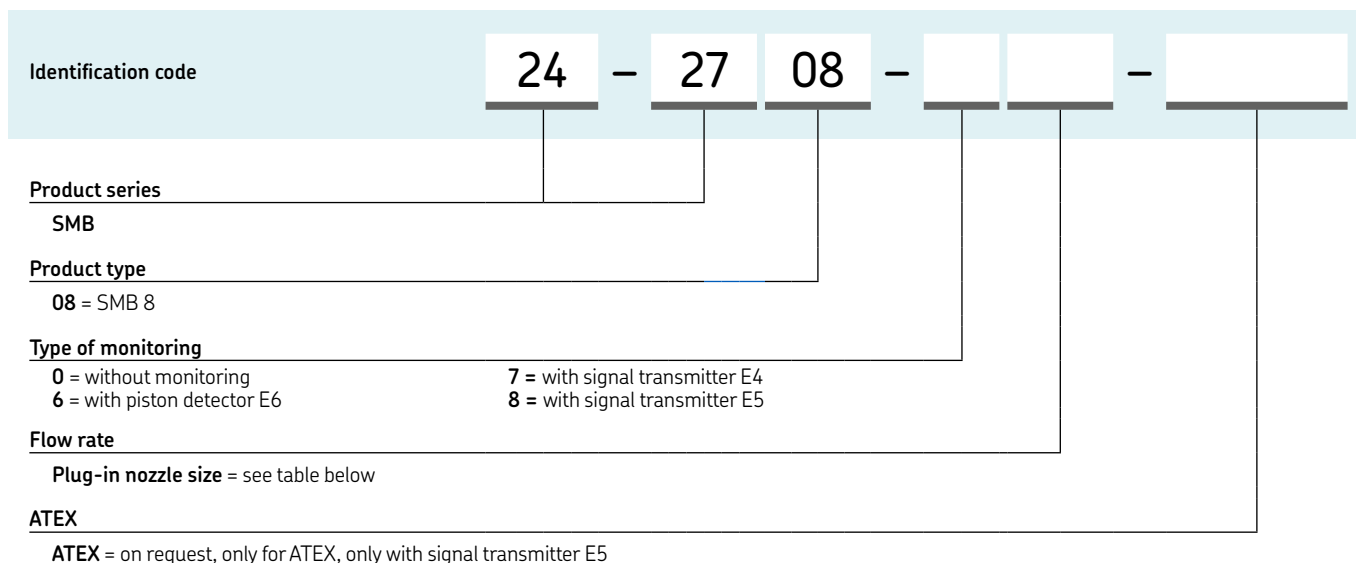 Identification code 24 – 27 08 – –
Product series
SMB
Product type
08 = SMB 8
Type of monitoring
0 = without monitoring 7 = with signal transmitter E4
6 = with piston detector E6 8 = with signal transmitter E5
Flow rate
Plug-in nozzle size = see table below
ATEX
ATEX = on request, only for ATEX, only with signal transmitter E5